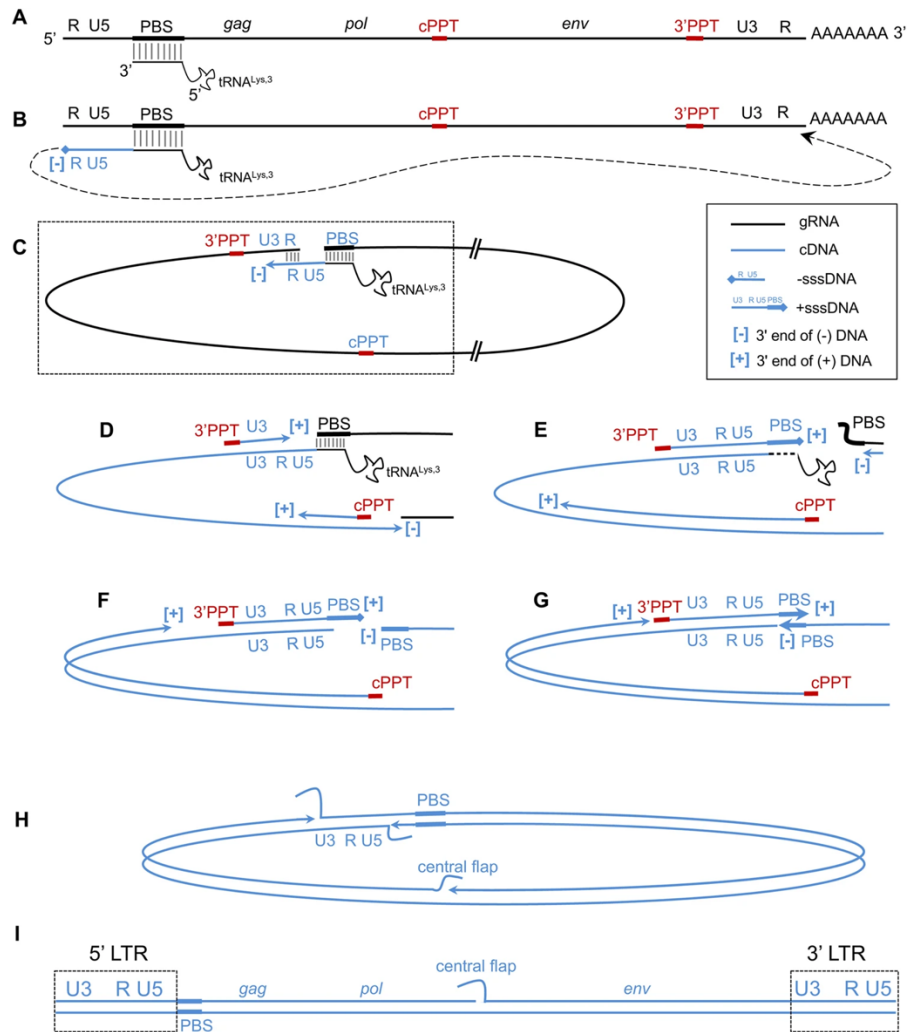 A
R U5 PBS gag pol cPPT env 3'PPT U3 R
5' AAAAAAA 3'
3'
5' tRNALys,3
B
R U5 PBS cPPT 3'PPT U3 R AAAAAAA
[-] R U5
tRNALys,3
C
3'PPT U3 R PBS
[-] R U5
tRNALys,3
cPPT
gRNA
cDNA
R U5 -sssDNA
U3 R U5 PBS +sssDNA
[-] 3' end of (-) DNA
[+] 3' end of (+) DNA
D
3'PPT U3 [+] PBS
U3 R U5
tRNALys,3
[+] cPPT
[-]
E
3'PPT U3 R U5 PBS [+] PBS
U3 R U5 [-]
tRNALys,3
[+] cPPT
F
[+] 3'PPT U3 R U5 PBS [+]
U3 R U5 [-] PBS
cPPT
G
[+] 3'PPT U3 R U5 PBS [+]
U3 R U5 [-] PBS
cPPT
H
PBS
U3 R U5
central flap
I
5' LTR 3' LTR
central flap
U3 R U5 gag pol env U3 R U5
PBS